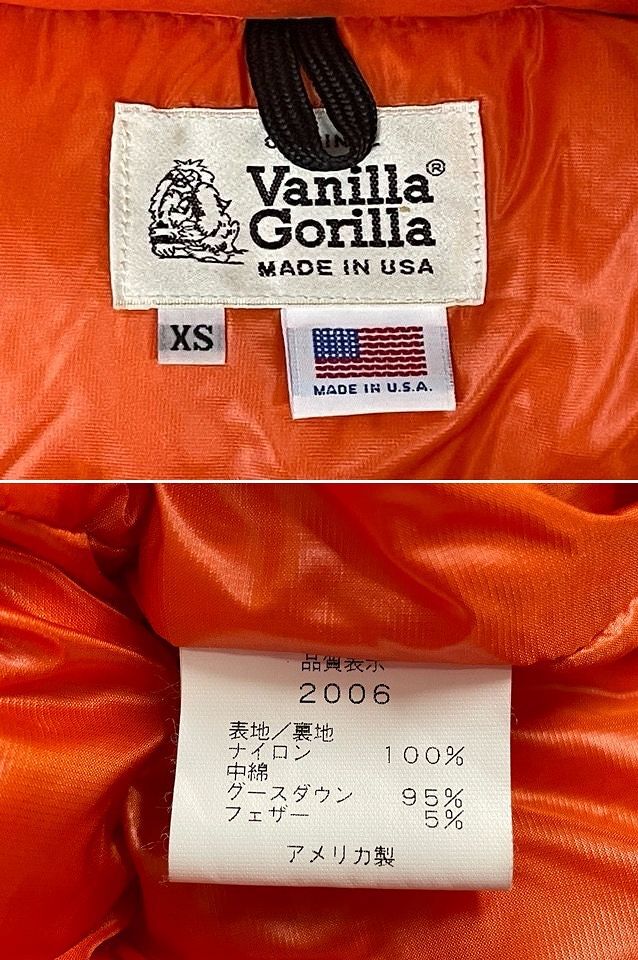 Vanilla®
Gorilla
MADE IN USA
XS
MADE IN U.S.A.
品質表示
2006
表地/裏地
ナイロン 100%
中綿
グースダウン 95%
フェザー 5%
アメリカ製